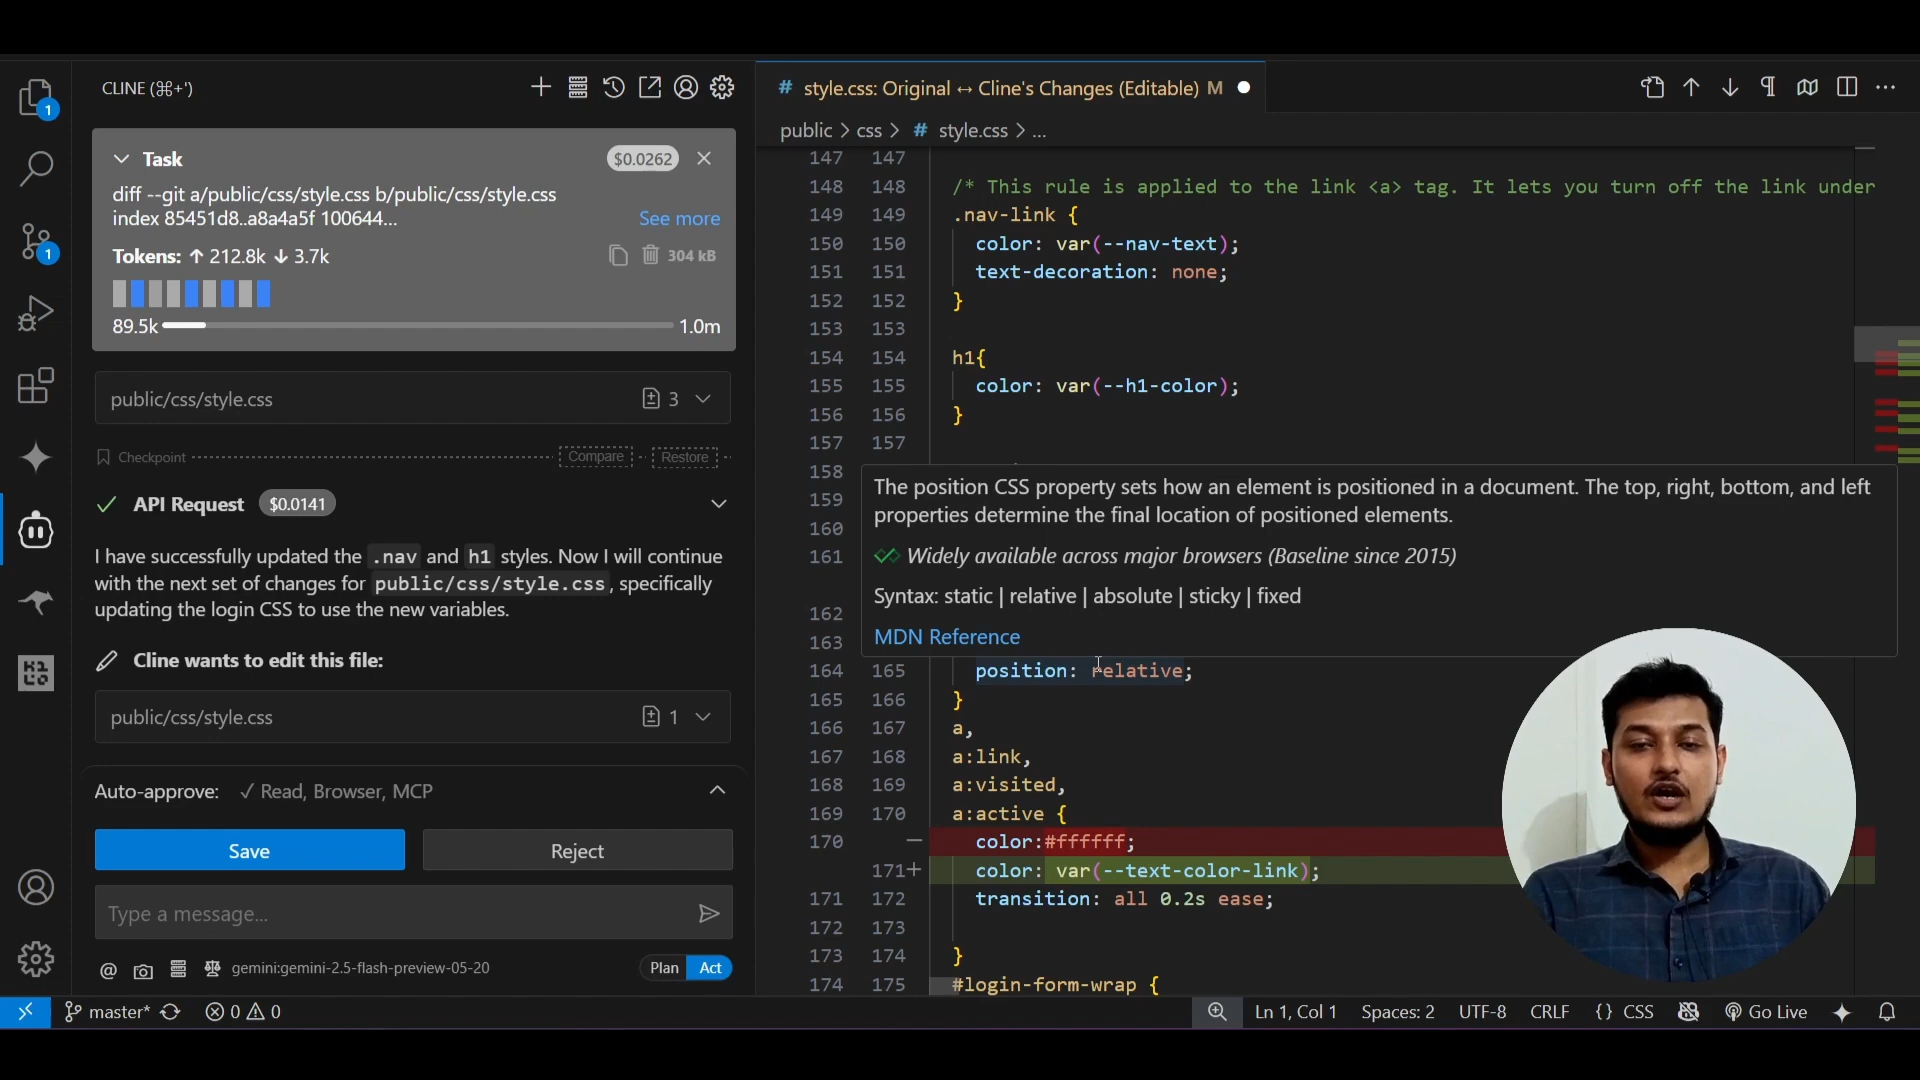 CLINE (⌘+')
1
1
Task
$0.0262
diff --git a/public/css/style.css b/public/css/style.css
index 85451d8..a8a4a5f 100644...
See more
Tokens: ↑ 212.8k ↓ 3.7k
304 kB
89.5k
1.0m
public/css/style.css
3
Checkpoint
Compare
Restore
API Request
$0.0141
I have successfully updated the .nav and h1 styles. Now I will continue
with the next set of changes for public/css/style.css, specifically
updating the login CSS to use the new variables.
Cline wants to edit this file:
public/css/style.css
1
Auto-approve: ✓ Read, Browser, MCP
Save
Reject
Type a message...
@
gemini:gemini-2.5-flash-preview-05-20
Plan
Act
# style.css: Original ↔ Cline's Changes (Editable) M
public > css > # style.css > ...
147 147
148 148 /* This rule is applied to the link <a> tag. It lets you turn off the link under
149 149 .nav-link {
150 150 color: var(--nav-text);
151 151 text-decoration: none;
152 152 }
153 153
154 154 h1{
155 155 color: var(--h1-color);
156 156 }
157 157
158
159
160
161
162
163
The position CSS property sets how an element is positioned in a document. The top, right, bottom, and left
properties determine the final location of positioned elements.
Widely available across major browsers (Baseline since 2015)
Syntax: static | relative | absolute | sticky | fixed
MDN Reference
164 165 position: relative;
165 166 }
166 167 a,
167 168 a:link,
168 169 a:visited,
169 170 a:active {
170 — color:#ffffff;
171+ color: var(--text-color-link);
171 172 transition: all 0.2s ease;
172 173
173 174 }
174 175 #login-form-wrap {
master*
0
0
Ln 1, Col 1
Spaces: 2
UTF-8
CRLF
{ } CSS
Go Live